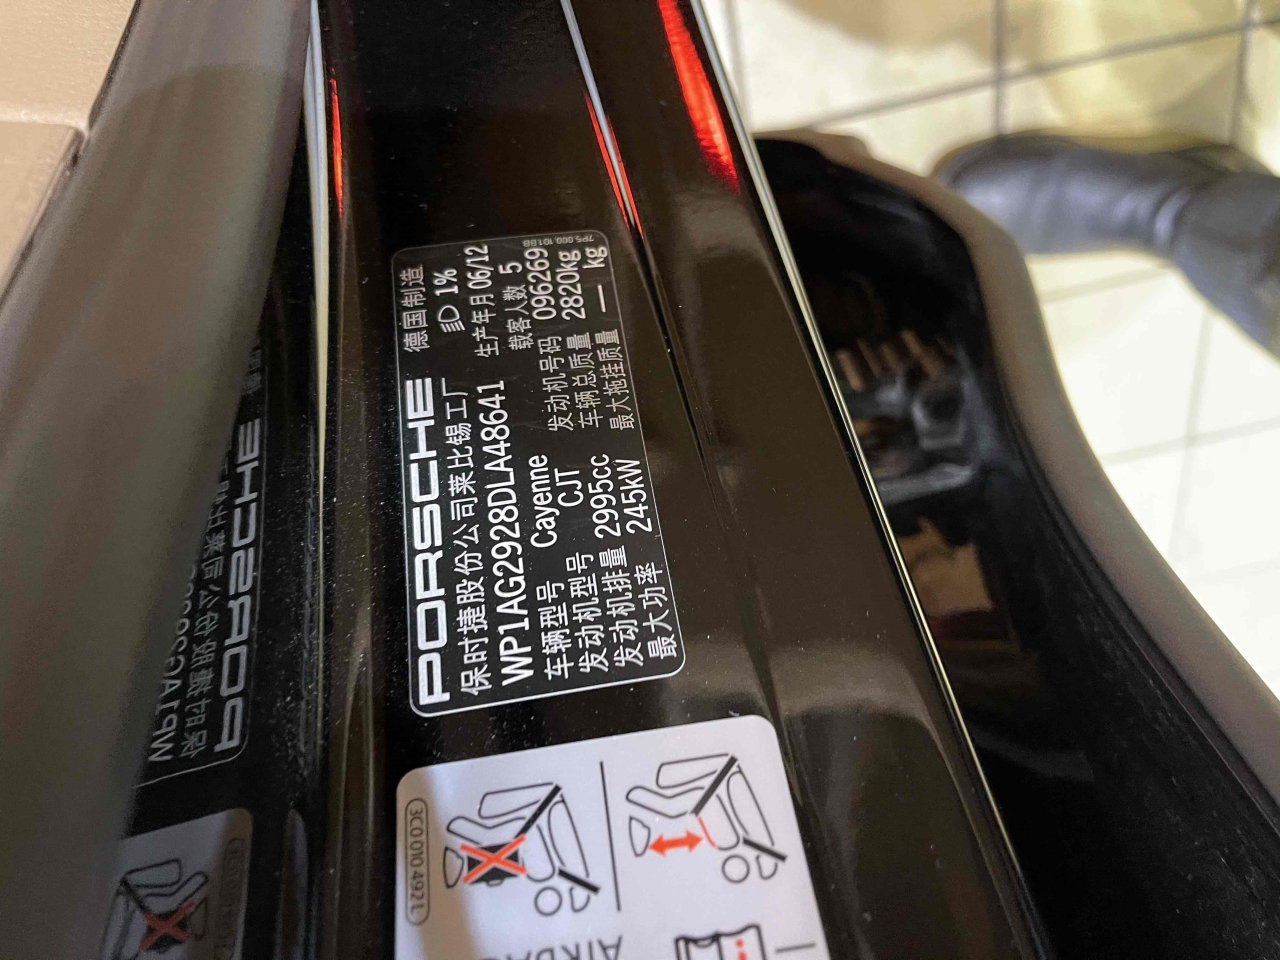 PORSCHE 德国制造
保时捷股份公司莱比锡工厂 1%
WP1AG2928DLA48641 生产年月 06/12
载客人数 5
车辆型号 Cayenne 发动机号码 096269
发动机型号 CJT 车辆总质量 2820kg
发动机排量 2995cc 最大拖挂质量 — kg
最大功率 245kW
7P5.000.101BB
3C0.010.492L
AIRBAG